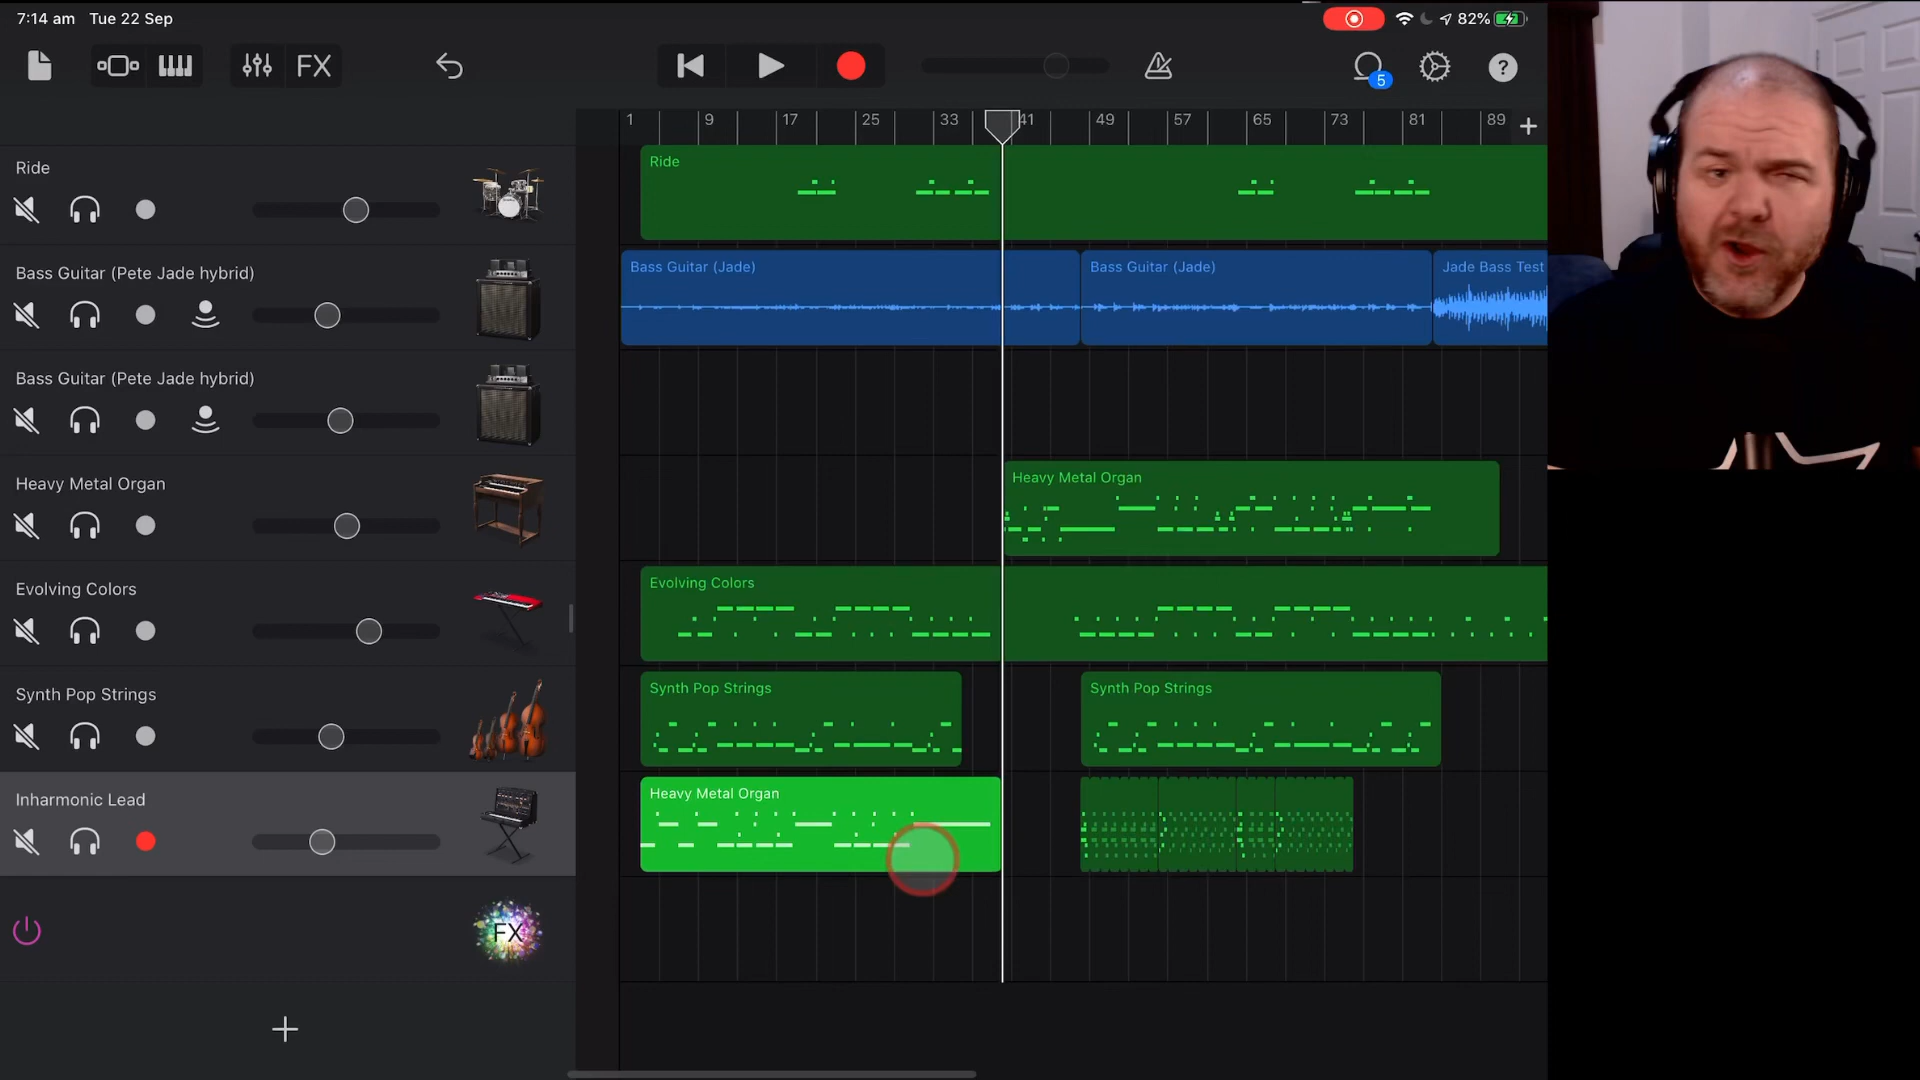 7:14 am Tue 22 Sep
82%
FX
5
?
1 9 17 25 33 41 49 57 65 73 81 89
Ride
Ride
Bass Guitar (Pete Jade hybrid)
Bass Guitar (Jade)
Bass Guitar (Jade)
Jade Bass Test
Bass Guitar (Pete Jade hybrid)
Heavy Metal Organ
Heavy Metal Organ
Evolving Colors
Evolving Colors
Synth Pop Strings
Synth Pop Strings
Synth Pop Strings
Inharmonic Lead
Heavy Metal Organ
FX